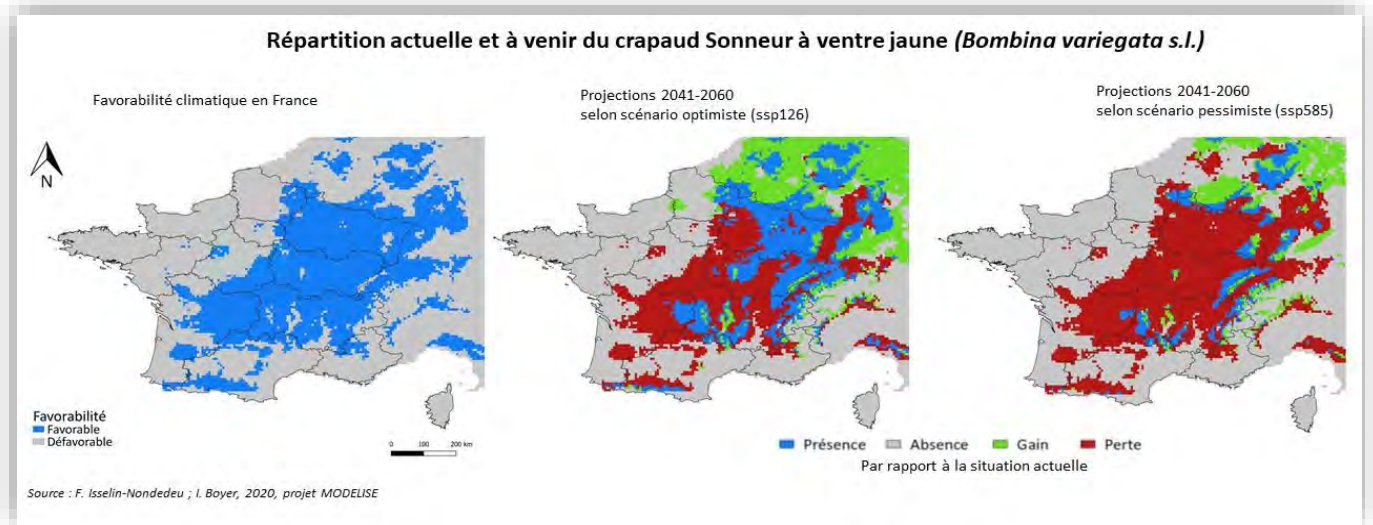 Répartition actuelle et à venir du crapaud Sonneur à ventre jaune (Bombina variegata s.l.)
Favorabilité climatique en France
Projections 2041-2060
selon scénario optimiste (ssp126)
Projections 2041-2060
selon scénario pessimiste (ssp585)
N
Favorabilité
Favorable
Défavorable
0 100 200 km
Présence Absence Gain Perte
Par rapport à la situation actuelle
Source : F. Isselin-Nondedeu ; I. Boyer, 2020, projet MODELISE